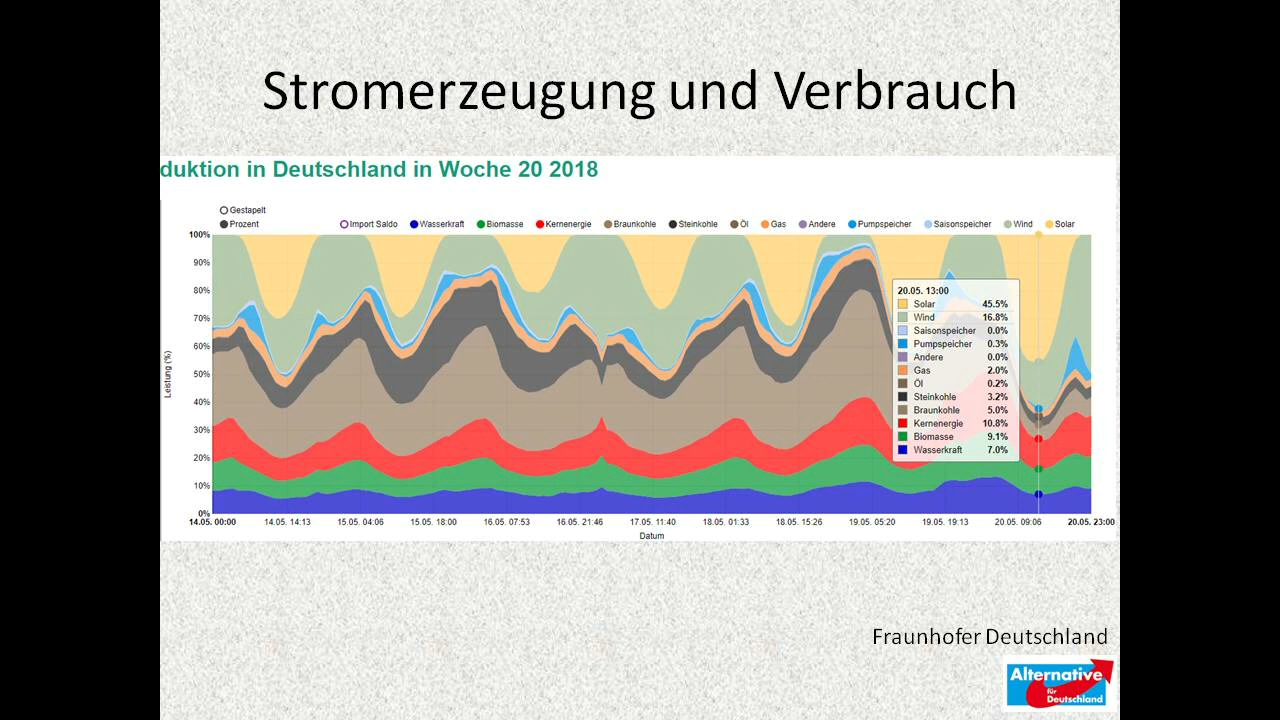 Stromerzeugung und Verbrauch
duktion in Deutschland in Woche 20 2018
Gestapelt
Prozent Import Saldo Wasserkraft Biomasse Kernenergie Braunkohle Steinkohle Öl Gas Andere Pumpspeicher Saisonspeicher Wind Solar
100%
90%
80%
70%
60%
50%
40%
30%
20%
10%
0%
Leistung (%)
20.05. 13:00
Solar 45.5%
Wind 16.8%
Saisonspeicher 0.0%
Pumpspeicher 0.3%
Andere 0.0%
Gas 2.0%
Öl 0.2%
Steinkohle 3.2%
Braunkohle 5.0%
Kernenergie 10.8%
Biomasse 9.1%
Wasserkraft 7.0%
14.05. 00:00 14.05. 14:13 15.05. 04:06 15.05. 18:00 16.05. 07:53 16.05. 21:46 17.05. 11:40 18.05. 01:33 18.05. 15:26 19.05. 05:20 19.05. 19:13 20.05. 09:06 20.05. 23:00
Datum
Fraunhofer Deutschland
Alternative
für
Deutschland